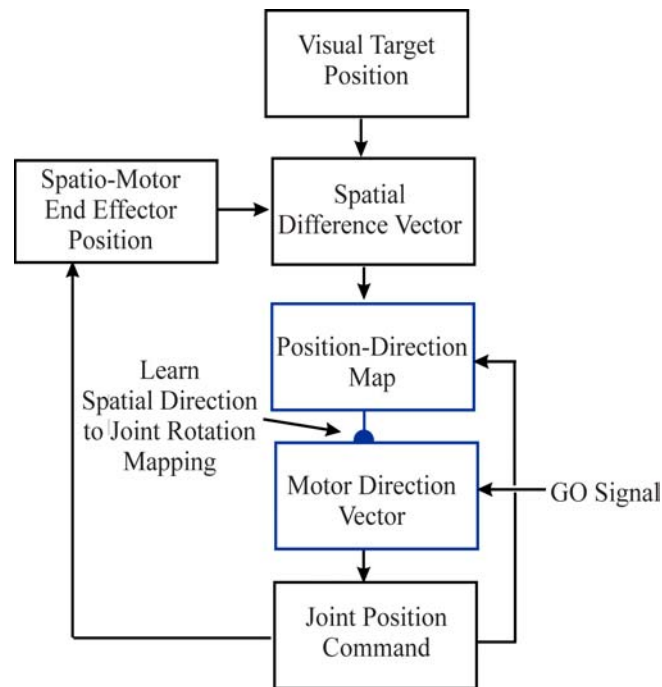 Visual Target
Position
Spatio-Motor
End Effector
Position
Spatial
Difference Vector
Position-Direction
Map
Learn
Spatial Direction
to Joint Rotation
Mapping
Motor Direction
Vector
GO Signal
Joint Position
Command